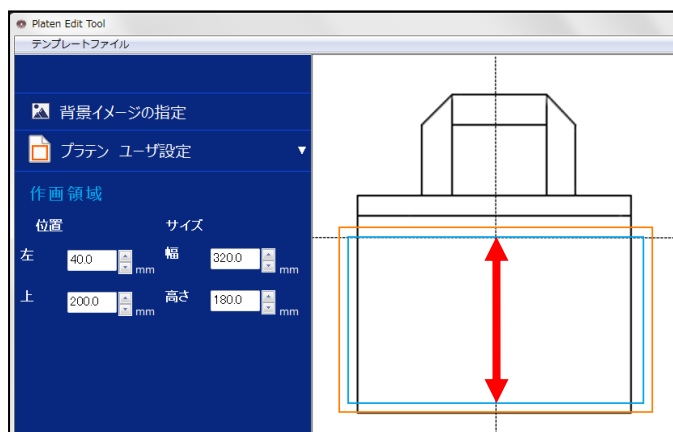 Platen Edit Tool
テンプレートファイル
背景イメージの指定
プラテン ユーザ設定 ▼
作画領域
位置 サイズ
左 40.0 mm 幅 320.0 mm
上 200.0 mm 高さ 180.0 mm